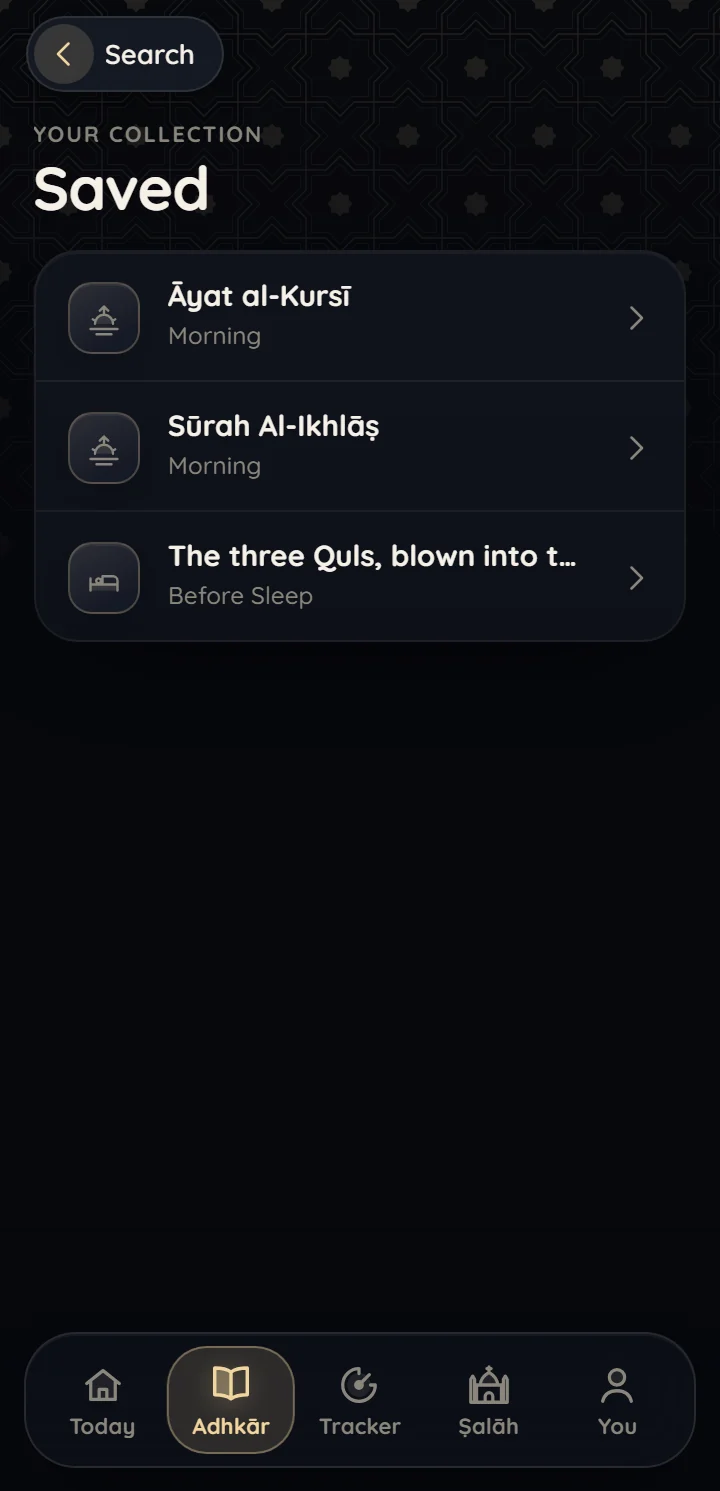 Search
YOUR COLLECTION
Saved
Āyat al-Kursī
Morning
Sūrah Al-Ikhlāṣ
Morning
The three Quls, blown into t...
Before Sleep
Today
Adhkār
Tracker
Ṣalāh
You